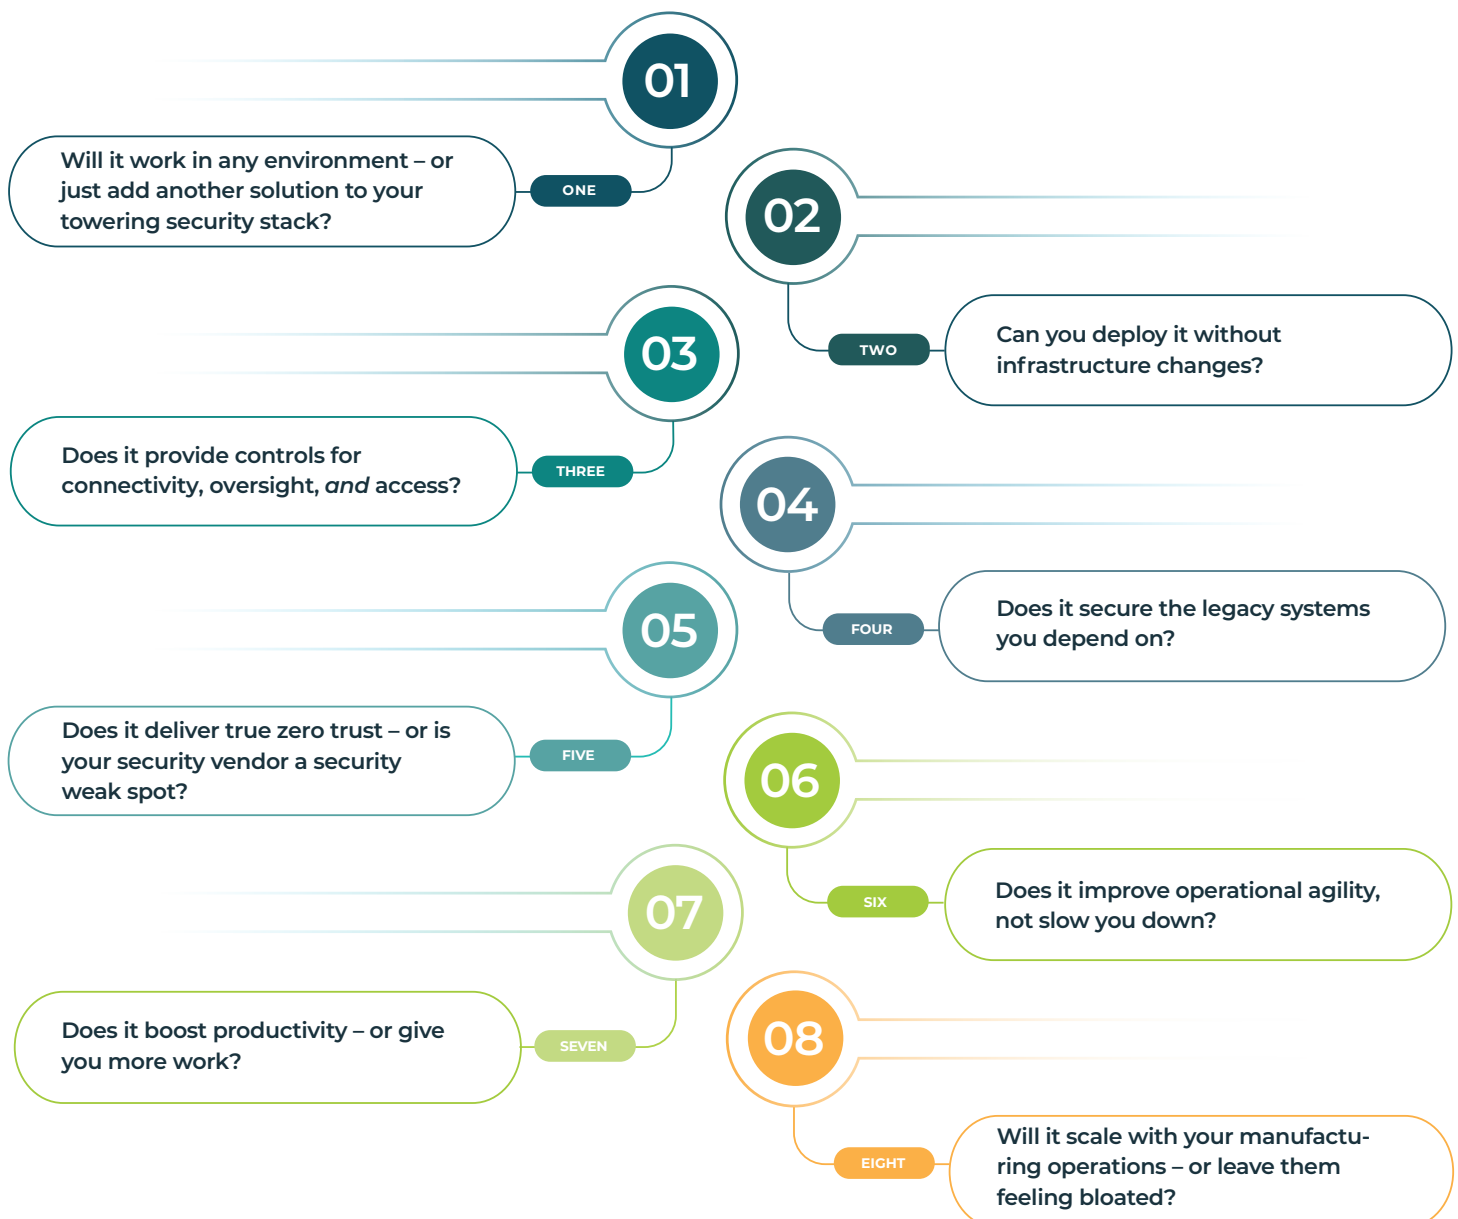 01
Will it work in any environment – or
just add another solution to your
towering security stack?
ONE
02
Can you deploy it without
infrastructure changes?
TWO
03
Does it provide controls for
connectivity, oversight, and access?
THREE
04
Does it secure the legacy systems
you depend on?
FOUR
05
Does it deliver true zero trust – or is
your security vendor a security
weak spot?
FIVE
06
Does it improve operational agility,
not slow you down?
SIX
07
Does it boost productivity – or give
you more work?
SEVEN
08
Will it scale with your manufactu-
ring operations – or leave them
feeling bloated?
EIGHT